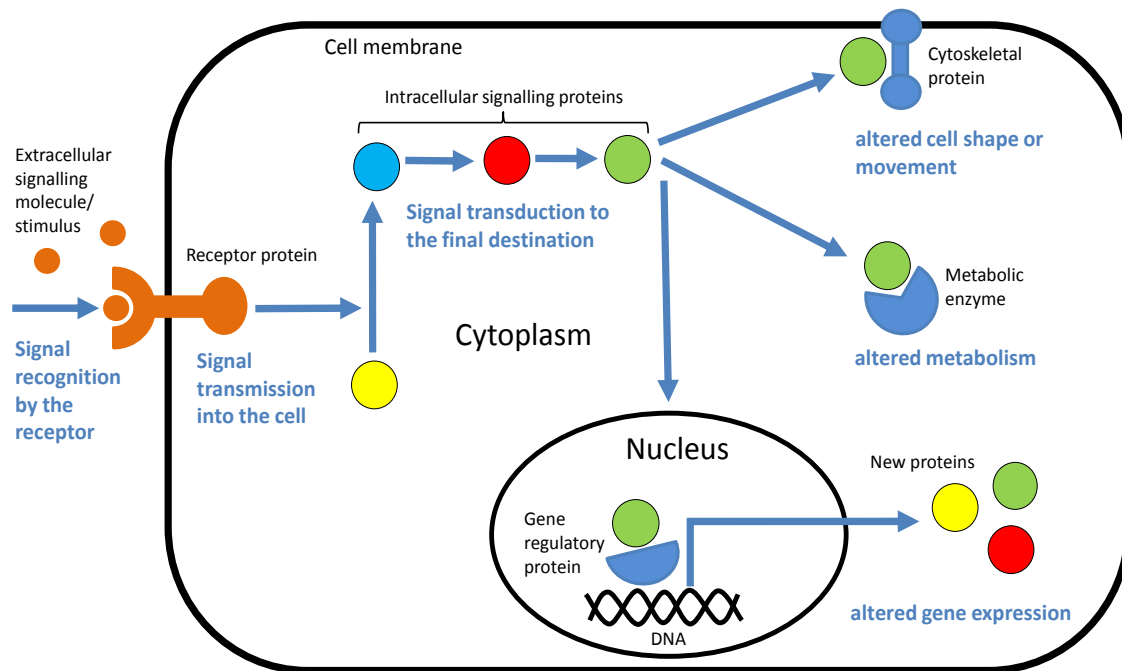 Cell membrane
Extracellular
signalling
molecule/
stimulus
Signal
recognition
by the
receptor
Receptor protein
Signal
transmission
into the cell
Intracellular signalling proteins
Signal transduction to
the final destination
Cytoplasm
Cytoskeletal
protein
altered cell shape or
movement
Metabolic
enzyme
altered metabolism
Nucleus
Gene
regulatory
protein
DNA
New proteins
altered gene expression